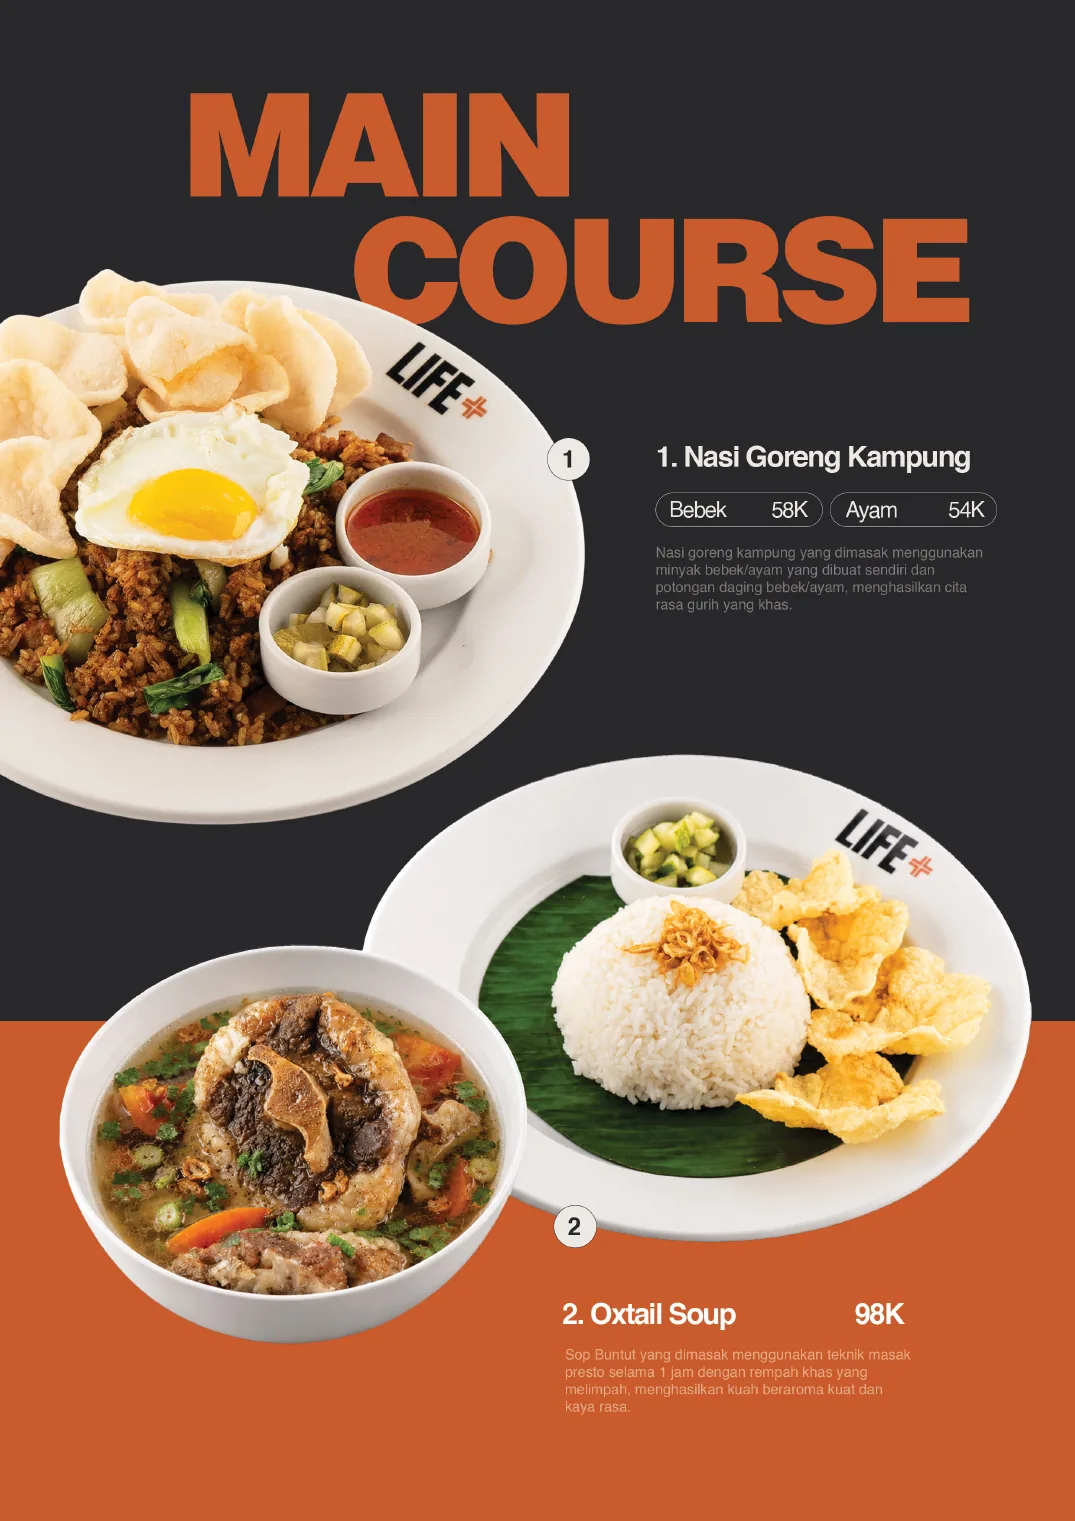 MAIN
COURSE
LIFE+
1
1. Nasi Goreng Kampung
Bebek 58K Ayam 54K
Nasi goreng kampung yang dimasak menggunakan
minyak bebek/ayam yang dibuat sendiri dan
potongan daging bebek/ayam, menghasilkan cita
rasa gurih yang khas.
LIFE+
2
2. Oxtail Soup 98K
Sop Buntut yang dimasak menggunakan teknik masak
presto selama 1 jam dengan rempah khas yang
melimpah, menghasilkan kuah beraroma kuat dan
kaya rasa.